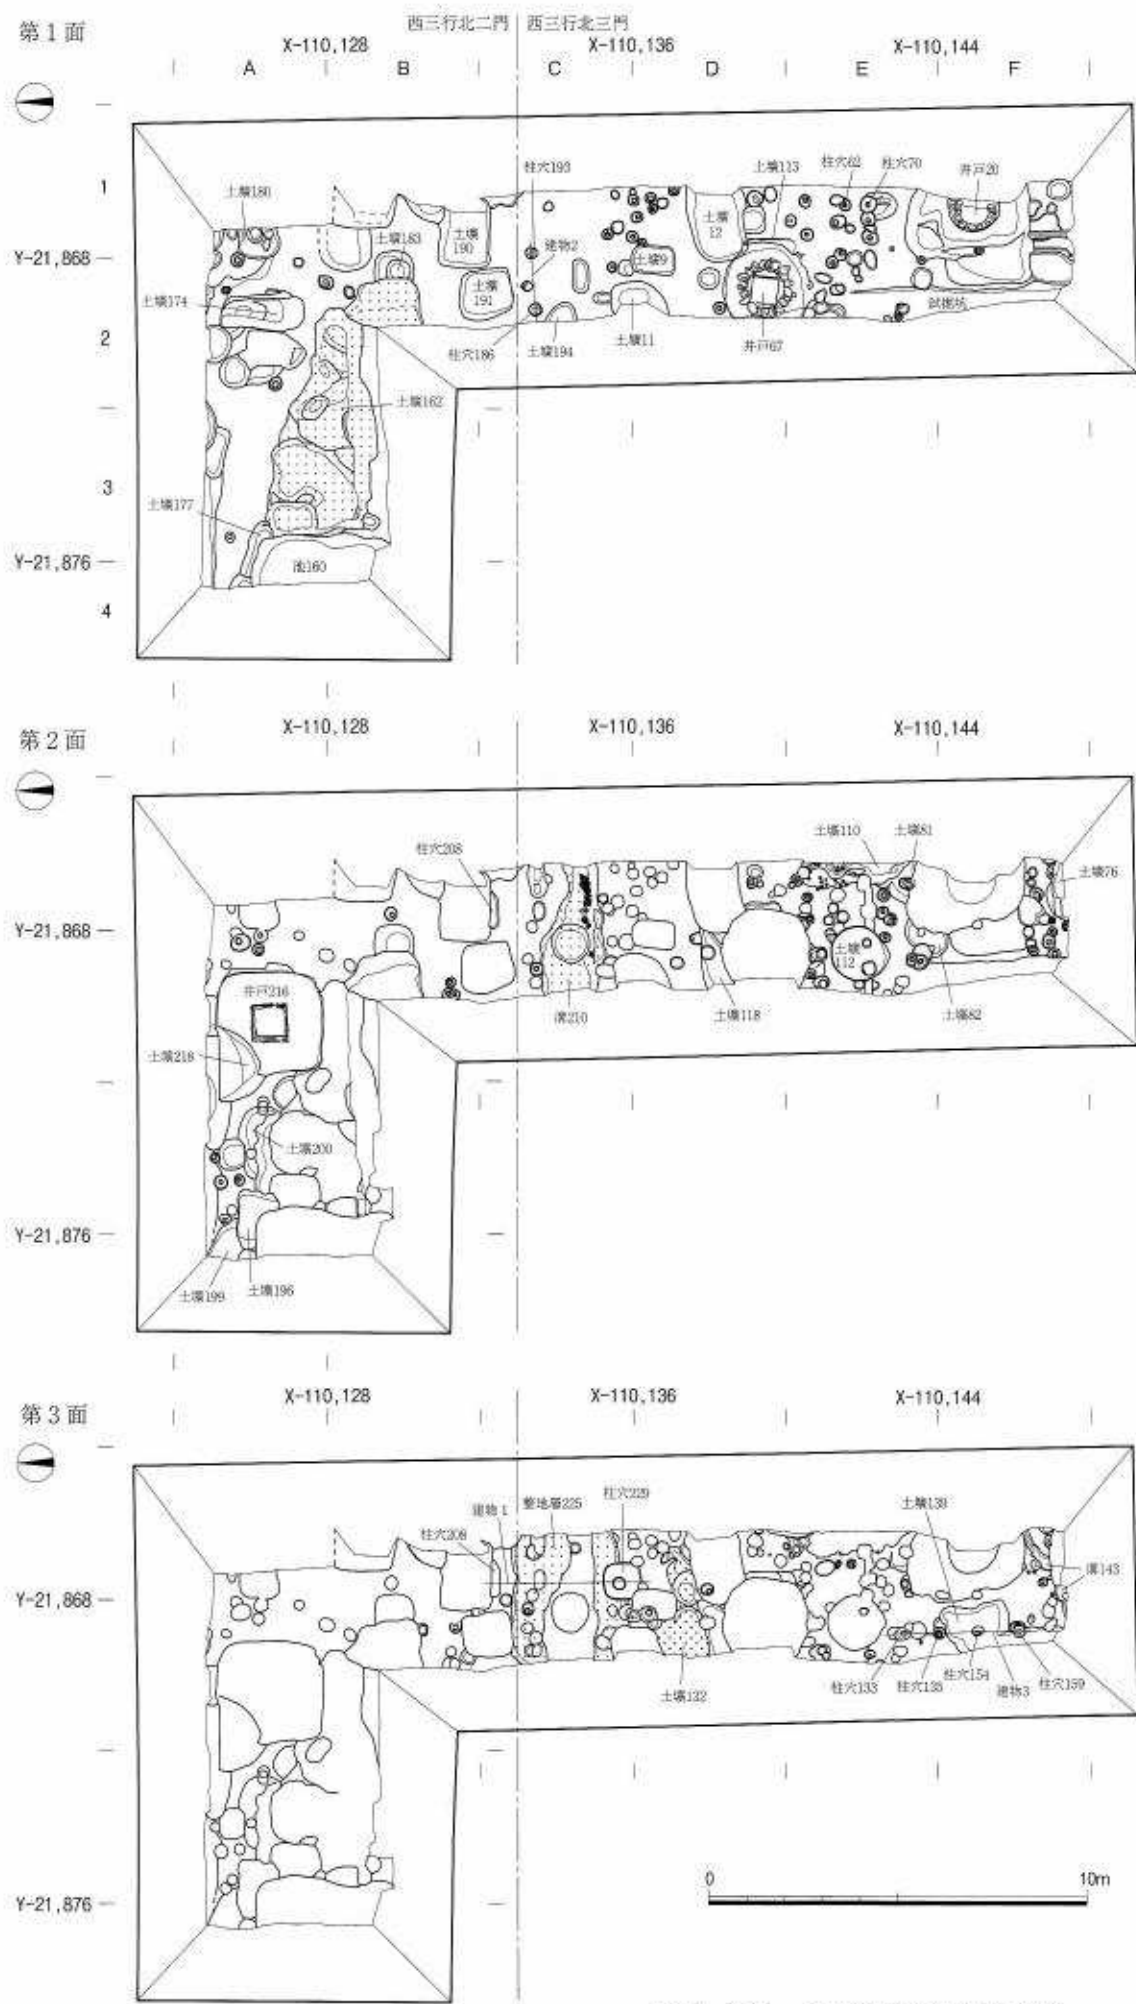 第1面
西三行北二門 西三行北三門
X-110,128 X-110,136 X-110,144
A B C D E F
1
柱穴193 土壙113 柱穴62 柱穴70 井戸20
土壙180
土壙183 土壙190 土壙12
建物2
Y-21,868
土壙9
土壙191
土壙174
試掘坑
2
柱穴186 土壙194 土壙11 井戸67
土壙162
3
土壙177
Y-21,876
池160
4
第2面
X-110,128 X-110,136 X-110,144
柱穴208 土壙110 土壙81
土壙76
Y-21,868
土壙112
井戸216
溝210 土壙118 土壙82
土壙218
土壙200
Y-21,876
土壙199 土壙196
第3面
X-110,128 X-110,136 X-110,144
建物1 整地層225 柱穴229 土壙139
柱穴208
溝143
Y-21,868
土壙132 柱穴133 柱穴135 柱穴154 建物3 柱穴159
0 10m
Y-21,876